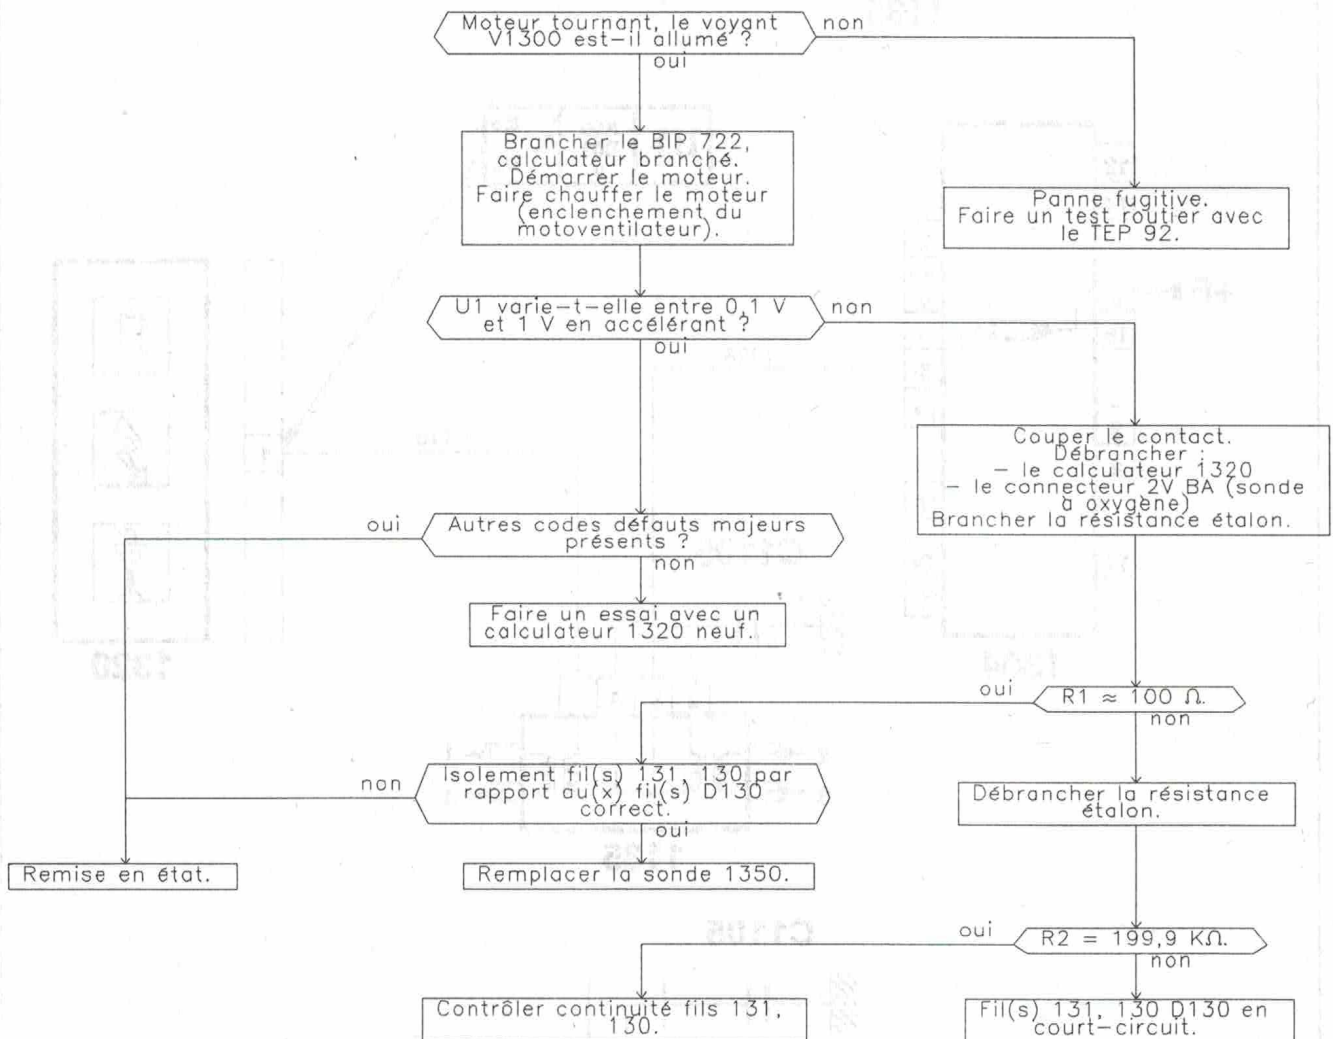 Moteur tournant, le voyant
V1300 est-il allumé ?
non
oui
Brancher le BIP 722,
calculateur branché.
Démarrer le moteur.
Faire chauffer le moteur
(enclenchement du
motoventilateur).
Panne fugitive.
Faire un test routier avec
le TEP 92.
U1 varie-t-elle entre 0,1 V
et 1 V en accélérant ?
non
oui
Couper le contact.
Débrancher :
- le calculateur 1320
- le connecteur 2V BA (sonde
à oxygène)
Brancher la résistance étalon.
oui
Autres codes défauts majeurs
présents ?
non
Faire un essai avec un
calculateur 1320 neuf.
oui
R1 ≈ 100 Ω.
non
non
Isolement fil(s) 131, 130 par
rapport au(x) fil(s) D130
correct.
oui
Débrancher la résistance
étalon.
Remise en état.
Remplacer la sonde 1350.
oui
R2 = 199,9 KΩ.
non
Contrôler continuité fils 131,
130.
Fil(s) 131, 130 D130 en
court-circuit.
1320
C1105